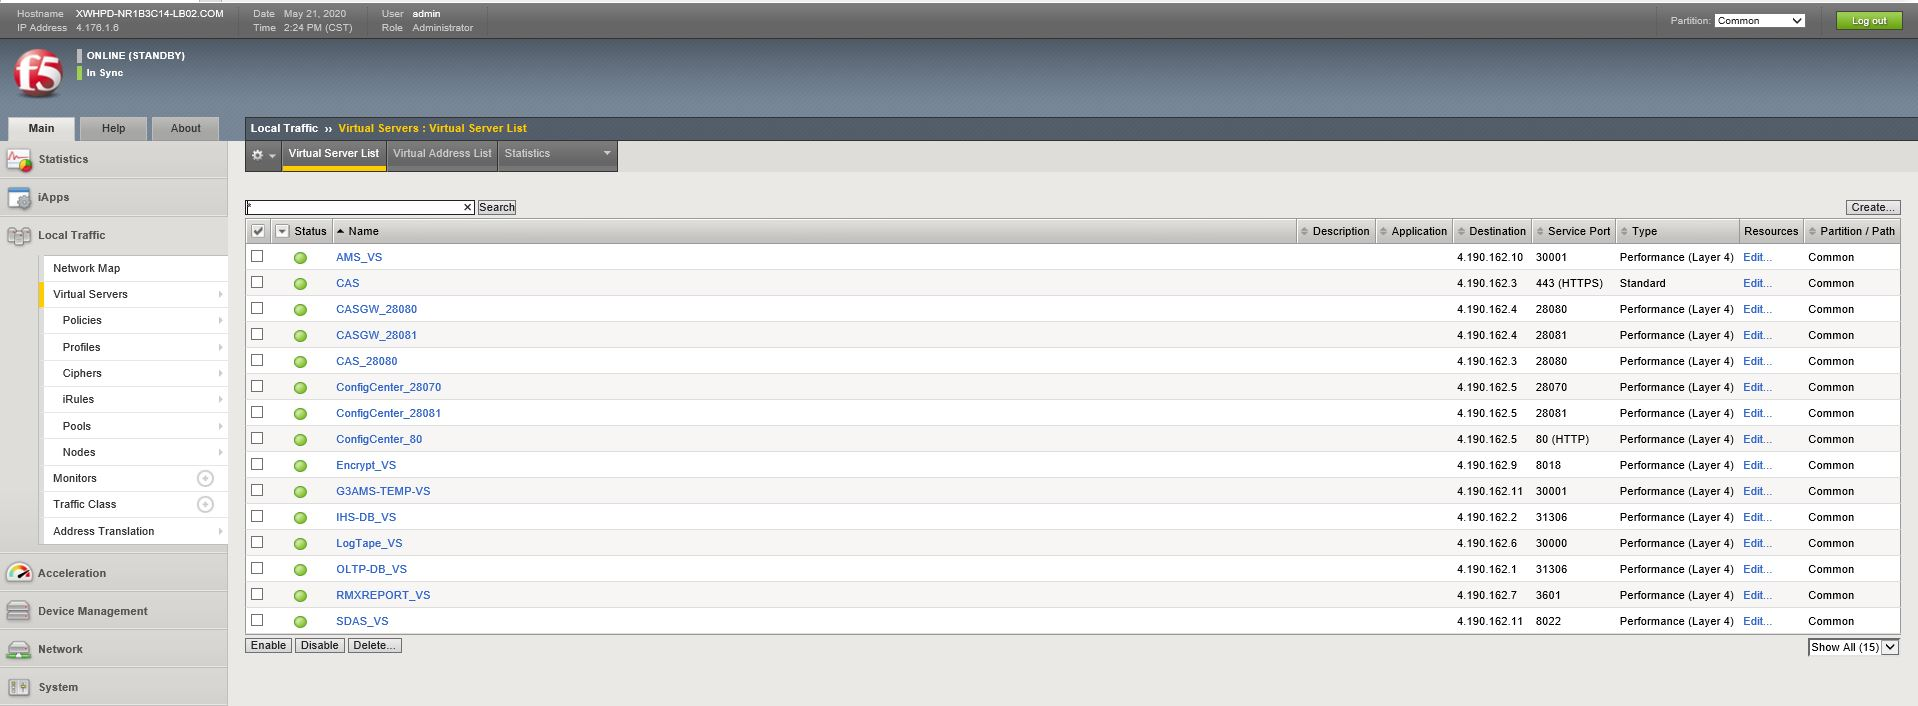 Hostname XWHPD-NR1B3C14-LB02.COM Date May 21, 2020 User admin Partition: Common Log out
IP Address 4.176.1.6 Time 2:24 PM (CST) Role Administrator
f5
ONLINE (STANDBY)
In Sync
Main Help About
Local Traffic ›› Virtual Servers : Virtual Server List
Virtual Server List Virtual Address List Statistics
Statistics
iApps
Local Traffic
Network Map
Virtual Servers
Policies
Profiles
Ciphers
iRules
Pools
Nodes
Monitors
Traffic Class
Address Translation
Acceleration
Device Management
Network
System
* × Search Create...
Status Name Description Application Destination Service Port Type Resources Partition / Path
AMS_VS 4.190.162.10 30001 Performance (Layer 4) Edit... Common
CAS 4.190.162.3 443 (HTTPS) Standard Edit... Common
CASGW_28080 4.190.162.4 28080 Performance (Layer 4) Edit... Common
CASGW_28081 4.190.162.4 28081 Performance (Layer 4) Edit... Common
CAS_28080 4.190.162.3 28080 Performance (Layer 4) Edit... Common
ConfigCenter_28070 4.190.162.5 28070 Performance (Layer 4) Edit... Common
ConfigCenter_28081 4.190.162.5 28081 Performance (Layer 4) Edit... Common
ConfigCenter_80 4.190.162.5 80 (HTTP) Performance (Layer 4) Edit... Common
Encrypt_VS 4.190.162.9 8018 Performance (Layer 4) Edit... Common
G3AMS-TEMP-VS 4.190.162.11 30001 Performance (Layer 4) Edit... Common
IHS-DB_VS 4.190.162.2 31306 Performance (Layer 4) Edit... Common
LogTape_VS 4.190.162.6 30000 Performance (Layer 4) Edit... Common
OLTP-DB_VS 4.190.162.1 31306 Performance (Layer 4) Edit... Common
RMXREPORT_VS 4.190.162.7 3601 Performance (Layer 4) Edit... Common
SDAS_VS 4.190.162.11 8022 Performance (Layer 4) Edit... Common
Enable Disable Delete... Show All (15)